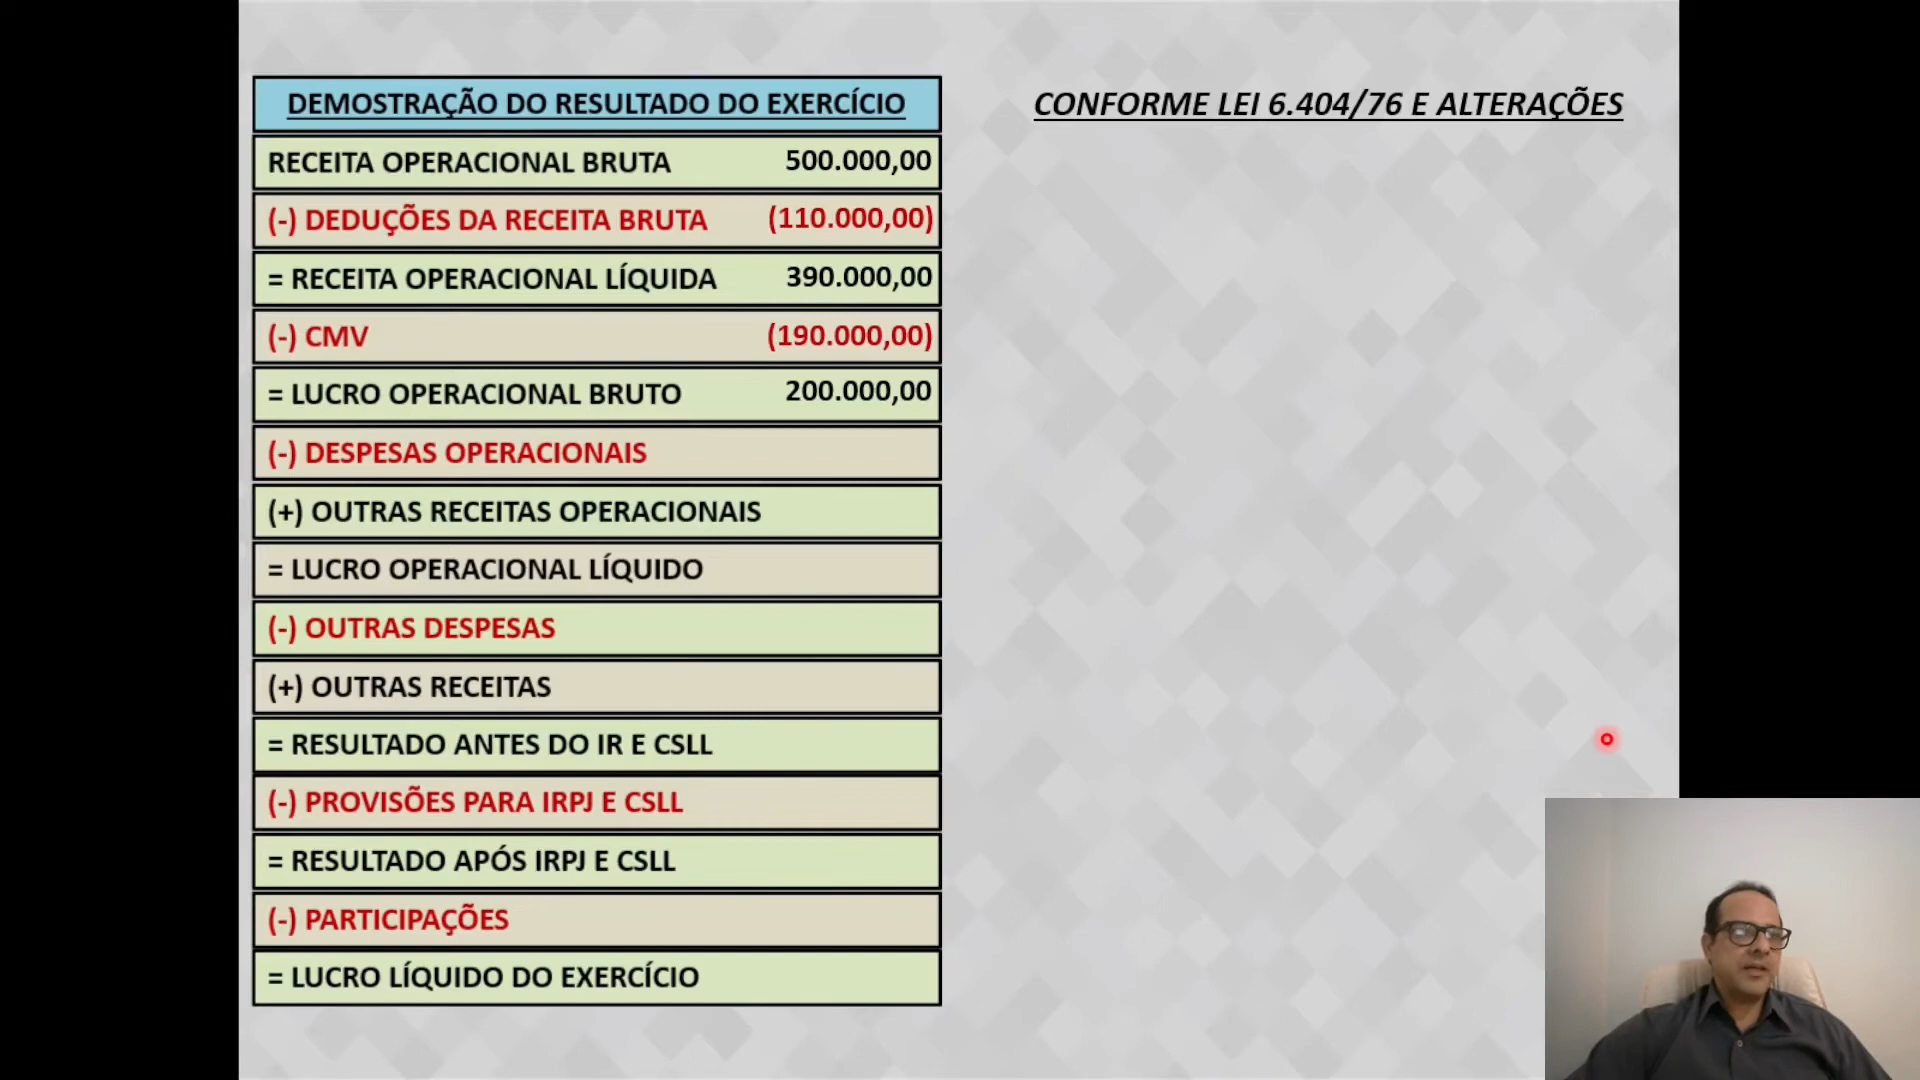 DEMOSTRAÇÃO DO RESULTADO DO EXERCÍCIO
CONFORME LEI 6.404/76 E ALTERAÇÕES
RECEITA OPERACIONAL BRUTA 500.000,00
(-) DEDUÇÕES DA RECEITA BRUTA (110.000,00)
= RECEITA OPERACIONAL LÍQUIDA 390.000,00
(-) CMV (190.000,00)
= LUCRO OPERACIONAL BRUTO 200.000,00
(-) DESPESAS OPERACIONAIS
(+) OUTRAS RECEITAS OPERACIONAIS
= LUCRO OPERACIONAL LÍQUIDO
(-) OUTRAS DESPESAS
(+) OUTRAS RECEITAS
= RESULTADO ANTES DO IR E CSLL
(-) PROVISÕES PARA IRPJ E CSLL
= RESULTADO APÓS IRPJ E CSLL
(-) PARTICIPAÇÕES
= LUCRO LÍQUIDO DO EXERCÍCIO